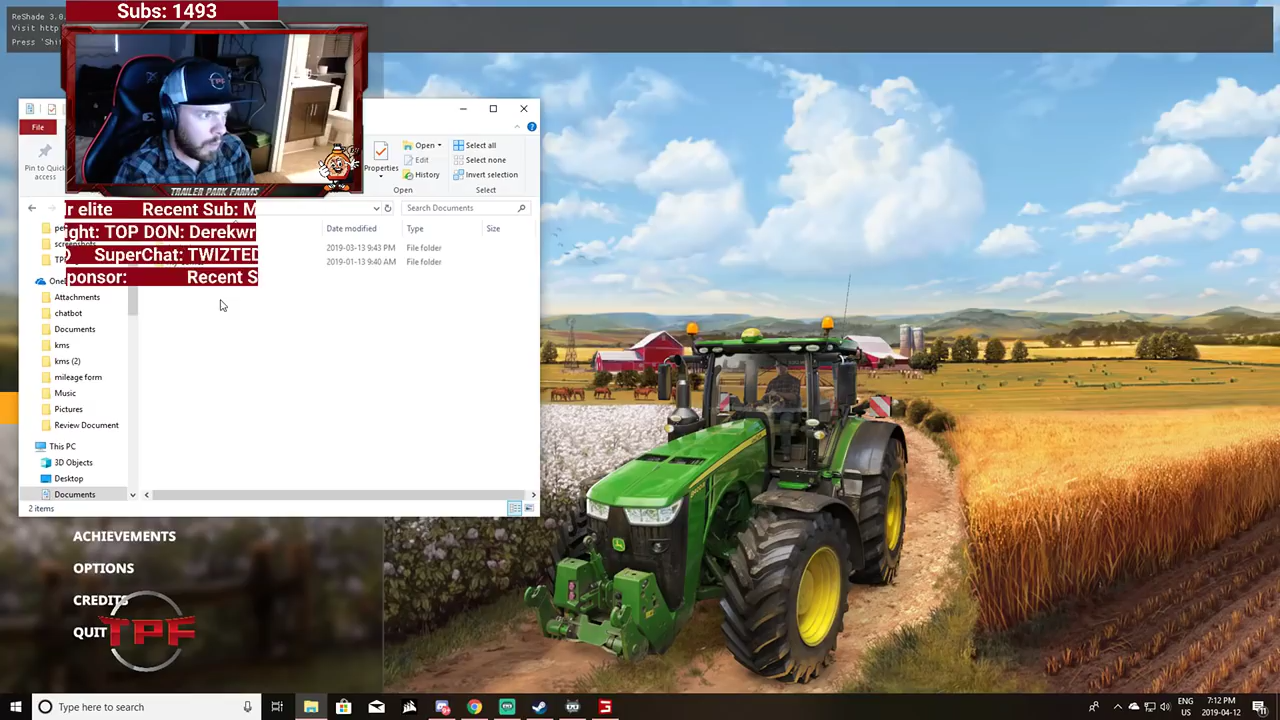 Subs: 1493
ReShade 3.0.
Visit http
Press 'Shi
TRAILER PARK FARMS
File
Pin to Quick
access
Properties
Open
Edit
History
Open
Select all
Select none
Invert selection
Select
r elite Recent Sub: M
ght: TOP DON: Derekwr
SuperChat: TWIZTED
ponsor: Recent S
Search Documents
Date modified
Type
Size
2019-03-13 9:43 PM
File folder
2019-01-13 9:40 AM
File folder
screenshots
One
Attachments
chatbot
Documents
kms
kms (2)
mileage form
Music
Pictures
Review Document
This PC
3D Objects
Desktop
Documents
2 items
ACHIEVEMENTS
OPTIONS
CREDITS
QUIT
TPF
Type here to search
ENG
US
7:12 PM
2019-04-12
11